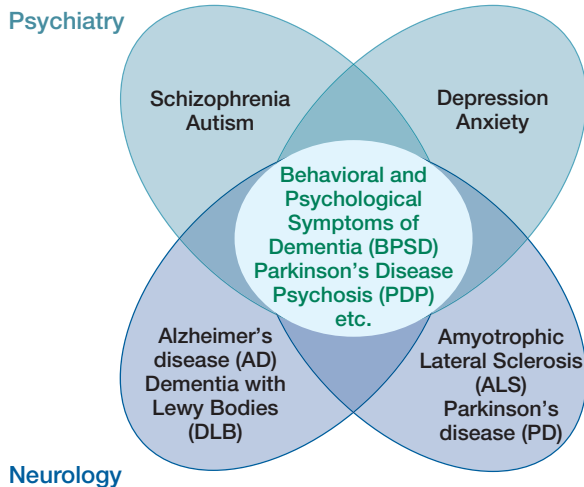 Psychiatry
Schizophrenia
Autism
Depression
Anxiety
Behavioral and
Psychological
Symptoms of
Dementia (BPSD)
Parkinson’s Disease
Psychosis (PDP)
etc.
Alzheimer’s
disease (AD)
Dementia with
Lewy Bodies
(DLB)
Amyotrophic
Lateral Sclerosis
(ALS)
Parkinson’s
disease (PD)
Neurology